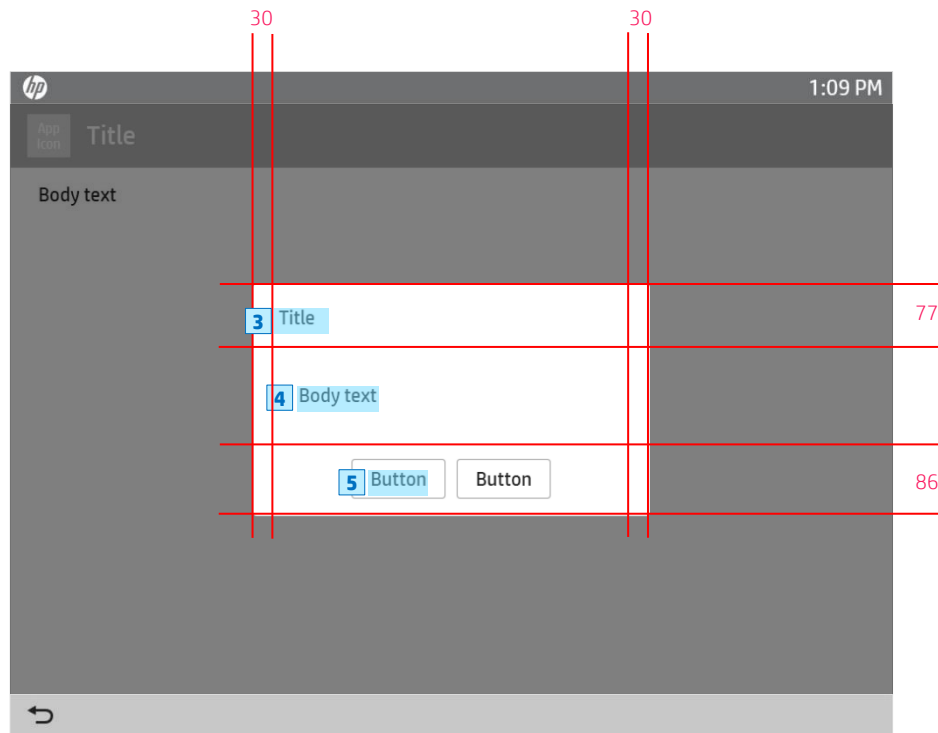 30 30
hp 1:09 PM
App
Icon
Title
Body text
77
3 Title
4 Body text
5 Button Button
86